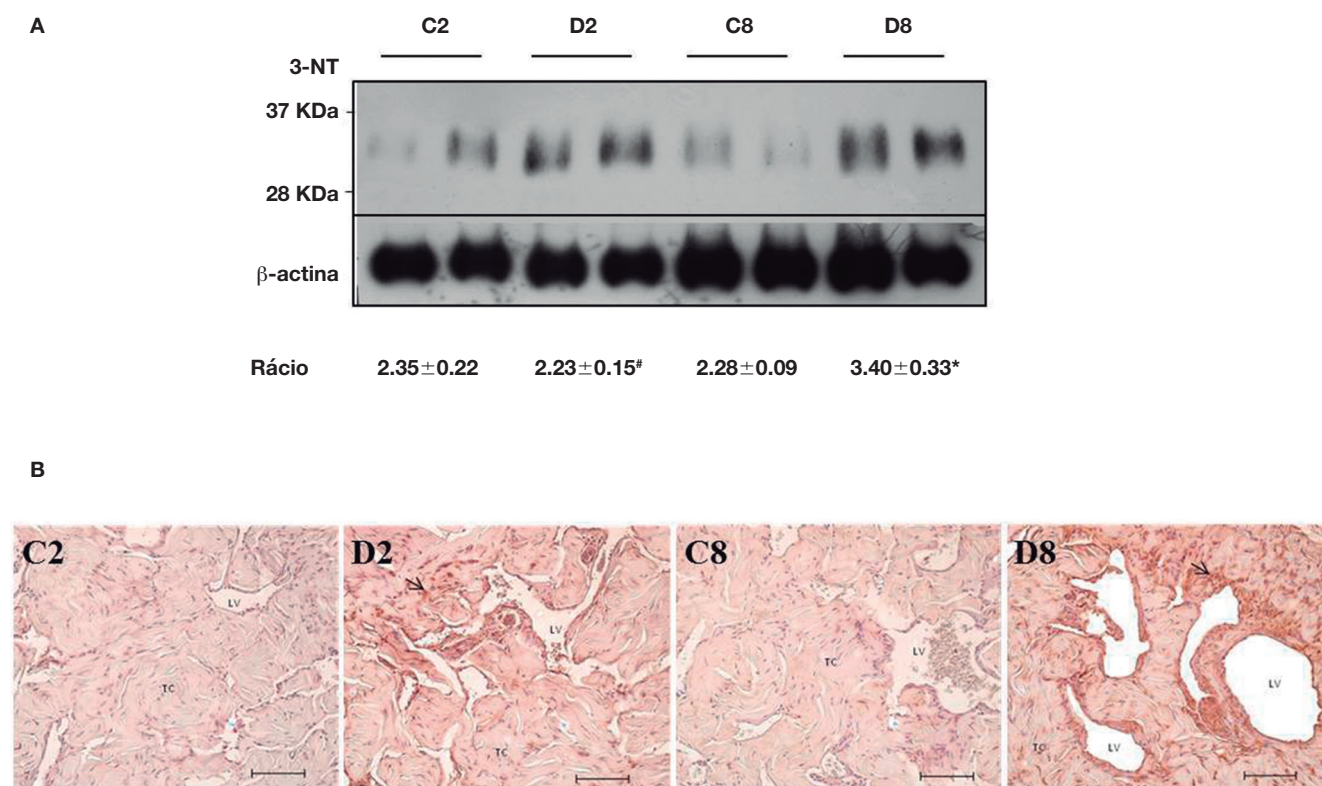 A
C2 D2 C8 D8
3-NT
37 KDa
28 KDa
β-actina
Rácio 2.35±0.22 2.23±0.15# 2.28±0.09 3.40±0.33*
B
C2 D2 C8 D8
LV LV LV LV
TC TC TC TC
LV